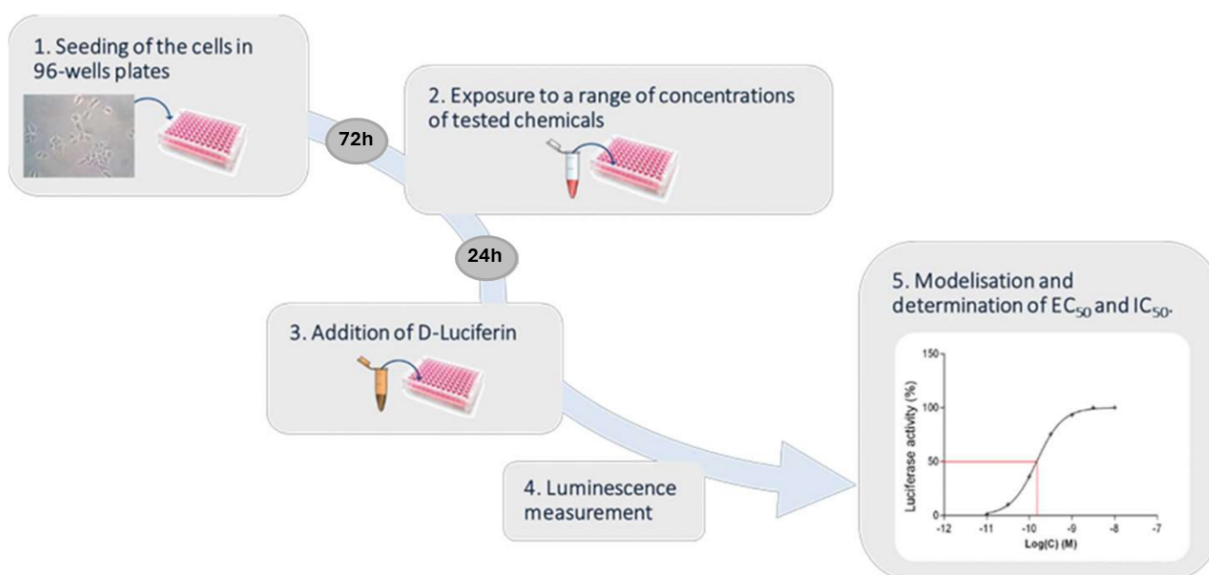 1. Seeding of the cells in
96-wells plates
72h
2. Exposure to a range of concentrations
of tested chemicals
24h
3. Addition of D-Luciferin
4. Luminescence
measurement
5. Modelisation and
determination of EC₅₀ and IC₅₀.
Luciferase activity (%)
150
100
50
0
-12 -11 -10 -9 -8 -7
Log(C) (M)